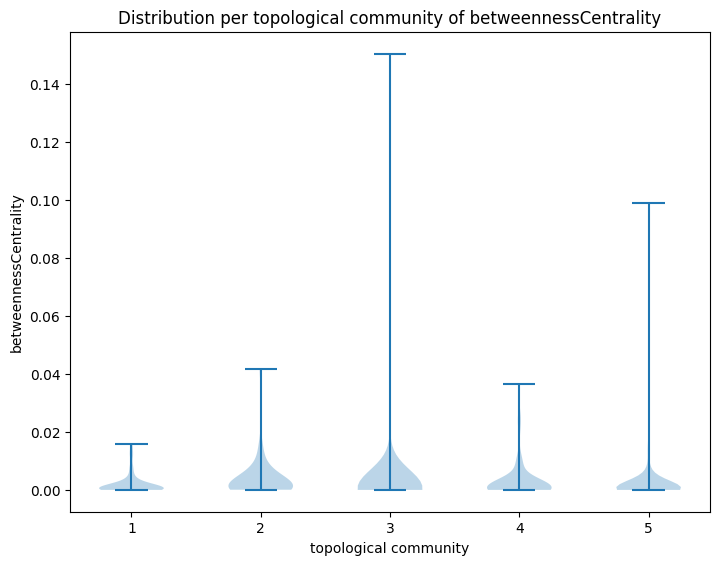 Distribution per topological community of betweennessCentrality
0.14
0.12
0.10
0.08
0.06
0.04
0.02
0.00
betweennessCentrality
1 2 3 4 5
topological community